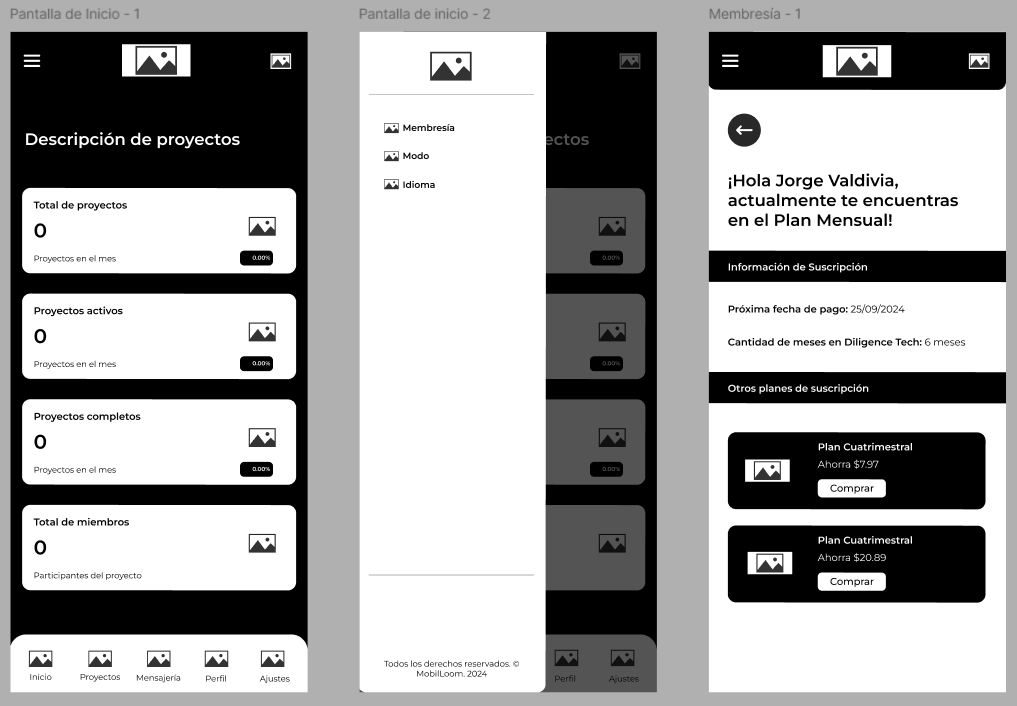 Pantalla de Inicio - 1
Descripción de proyectos
Total de proyectos
0
Proyectos en el mes
0.00%
Proyectos activos
0
Proyectos en el mes
0.00%
Proyectos completos
0
Proyectos en el mes
0.00%
Total de miembros
0
Participantes del proyecto
Inicio
Proyectos
Mensajería
Perfil
Ajustes
Pantalla de inicio - 2
Membresía
Modo
Idioma
ectos
0.00%
0.00%
0.00%
Todos los derechos reservados. ©
MobilLoom. 2024
Perfil
Ajustes
Membresía - 1
¡Hola Jorge Valdivia,
actualmente te encuentras
en el Plan Mensual!
Información de Suscripción
Próxima fecha de pago: 25/09/2024
Cantidad de meses en Diligence Tech: 6 meses
Otros planes de suscripción
Plan Cuatrimestral
Ahorra $7.97
Comprar
Plan Cuatrimestral
Ahorra $20.89
Comprar